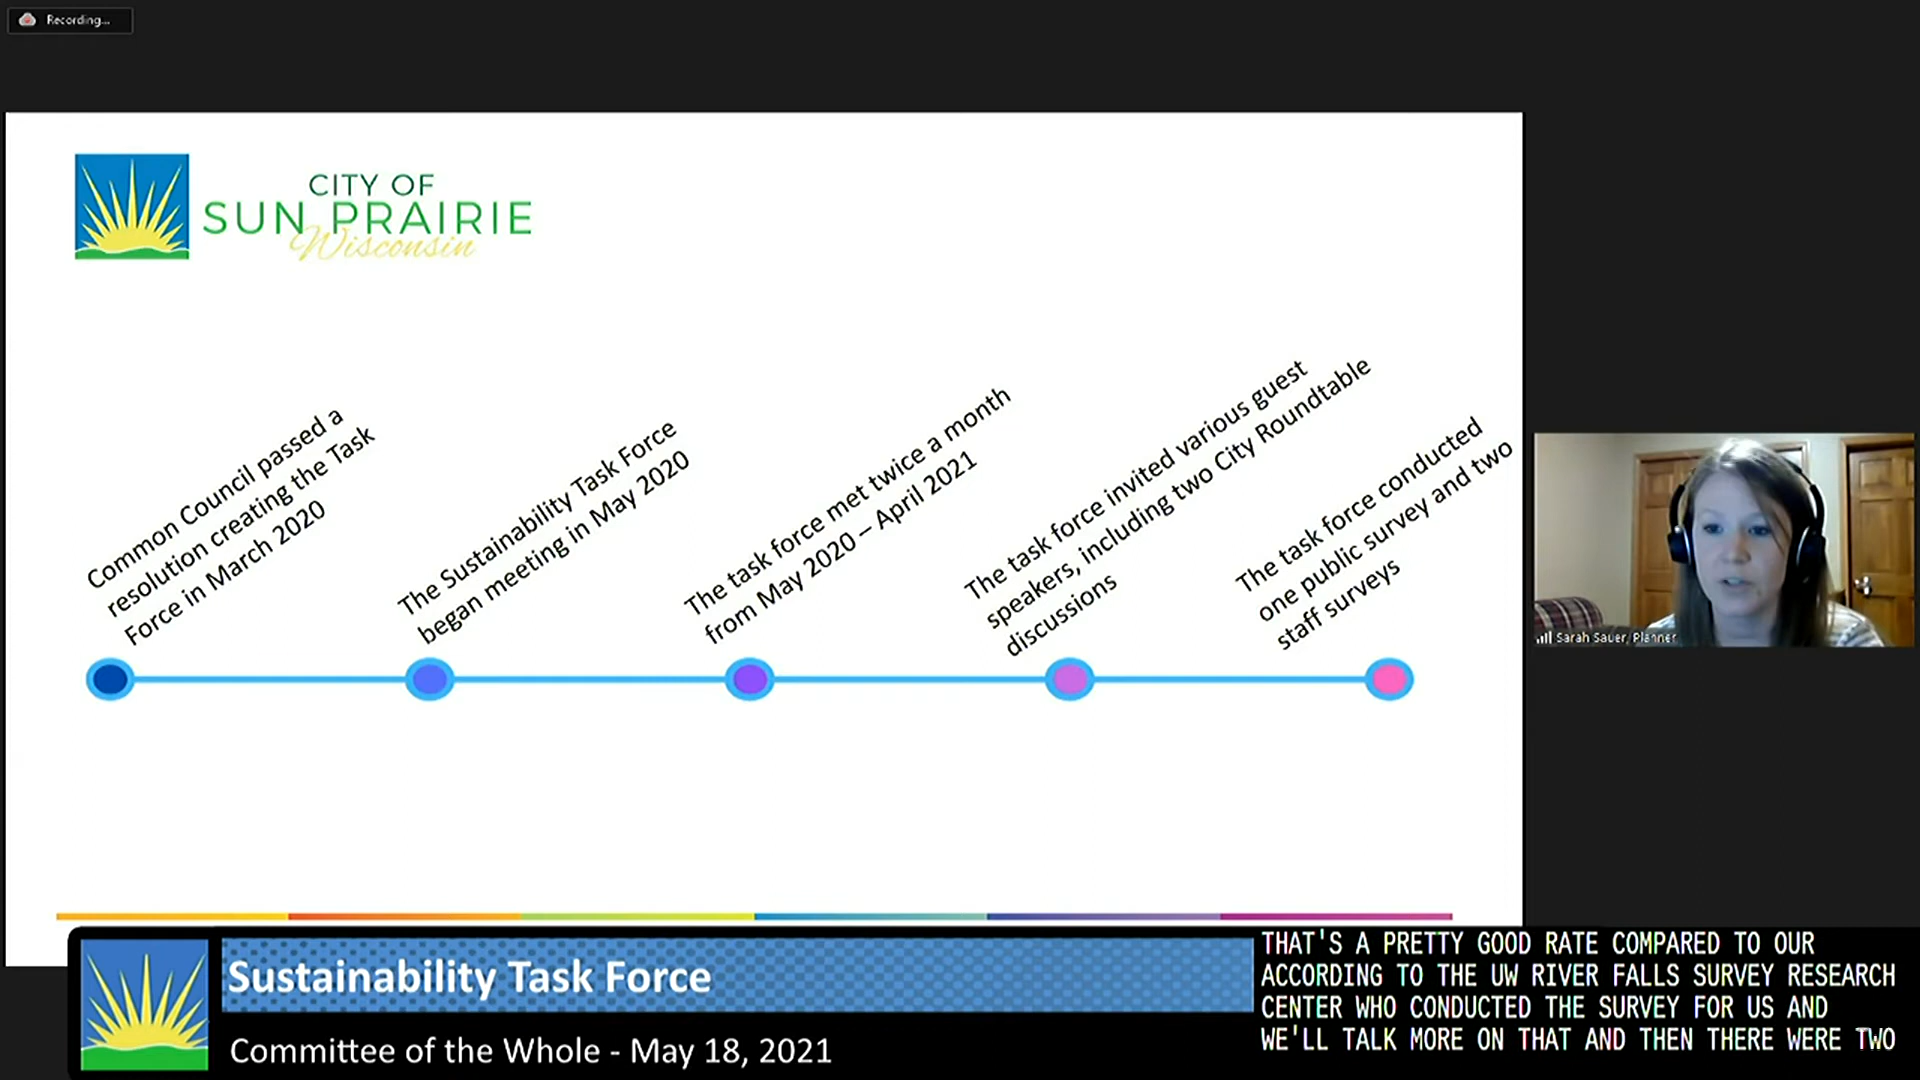 Recording...
CITY OF
SUN PRAIRIE
Wisconsin
Common Council passed a
resolution creating the Task
Force in March 2020
The Sustainability Task Force
began meeting in May 2020
The task force met twice a month
from May 2020 – April 2021
The task force invited various guest
speakers, including two City Roundtable
discussions
The task force conducted
one public survey and two
staff surveys
Sarah Sauer, Planner
Sustainability Task Force
Committee of the Whole - May 18, 2021
THAT'S A PRETTY GOOD RATE COMPARED TO OUR
ACCORDING TO THE UW RIVER FALLS SURVEY RESEARCH
CENTER WHO CONDUCTED THE SURVEY FOR US AND
WE'LL TALK MORE ON THAT AND THEN THERE WERE TWO